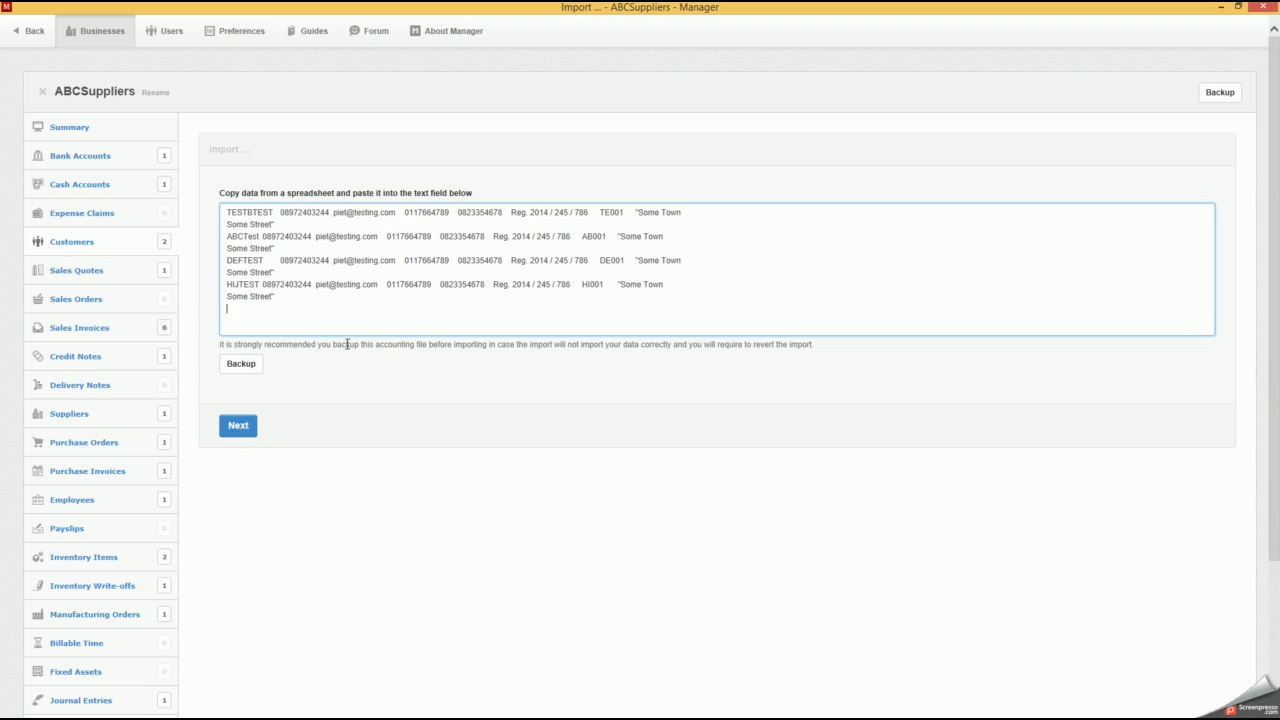 Import ... - ABCSuppliers - Manager
Back
Businesses
Users
Preferences
Guides
Forum
About Manager
ABCSuppliers Rename
Backup
Summary
Bank Accounts 1
Cash Accounts 1
Expense Claims 0
Customers 2
Sales Quotes 1
Sales Orders 0
Sales Invoices 6
Credit Notes 1
Delivery Notes 0
Suppliers 1
Purchase Orders 1
Purchase Invoices 1
Employees 1
Payslips 0
Inventory Items 2
Inventory Write-offs 1
Manufacturing Orders 1
Billable Time 0
Fixed Assets 0
Journal Entries 1
Import ...
Copy data from a spreadsheet and paste it into the text field below
TESTBTEST 08972403244 piet@testing.com 0117664789 0823354678 Reg. 2014 / 245 / 786 TE001 "Some Town
Some Street"
ABCTest 08972403244 piet@testing.com 0117664789 0823354678 Reg. 2014 / 245 / 786 AB001 "Some Town
Some Street"
DEFTEST 08972403244 piet@testing.com 0117664789 0823354678 Reg. 2014 / 245 / 786 DE001 "Some Town
Some Street"
HIJTEST 08972403244 piet@testing.com 0117664789 0823354678 Reg. 2014 / 245 / 786 HI001 "Some Town
Some Street"
It is strongly recommended you backup this accounting file before importing in case the import will not import your data correctly and you will require to revert the import.
Backup
Next
Screenpresso
.com